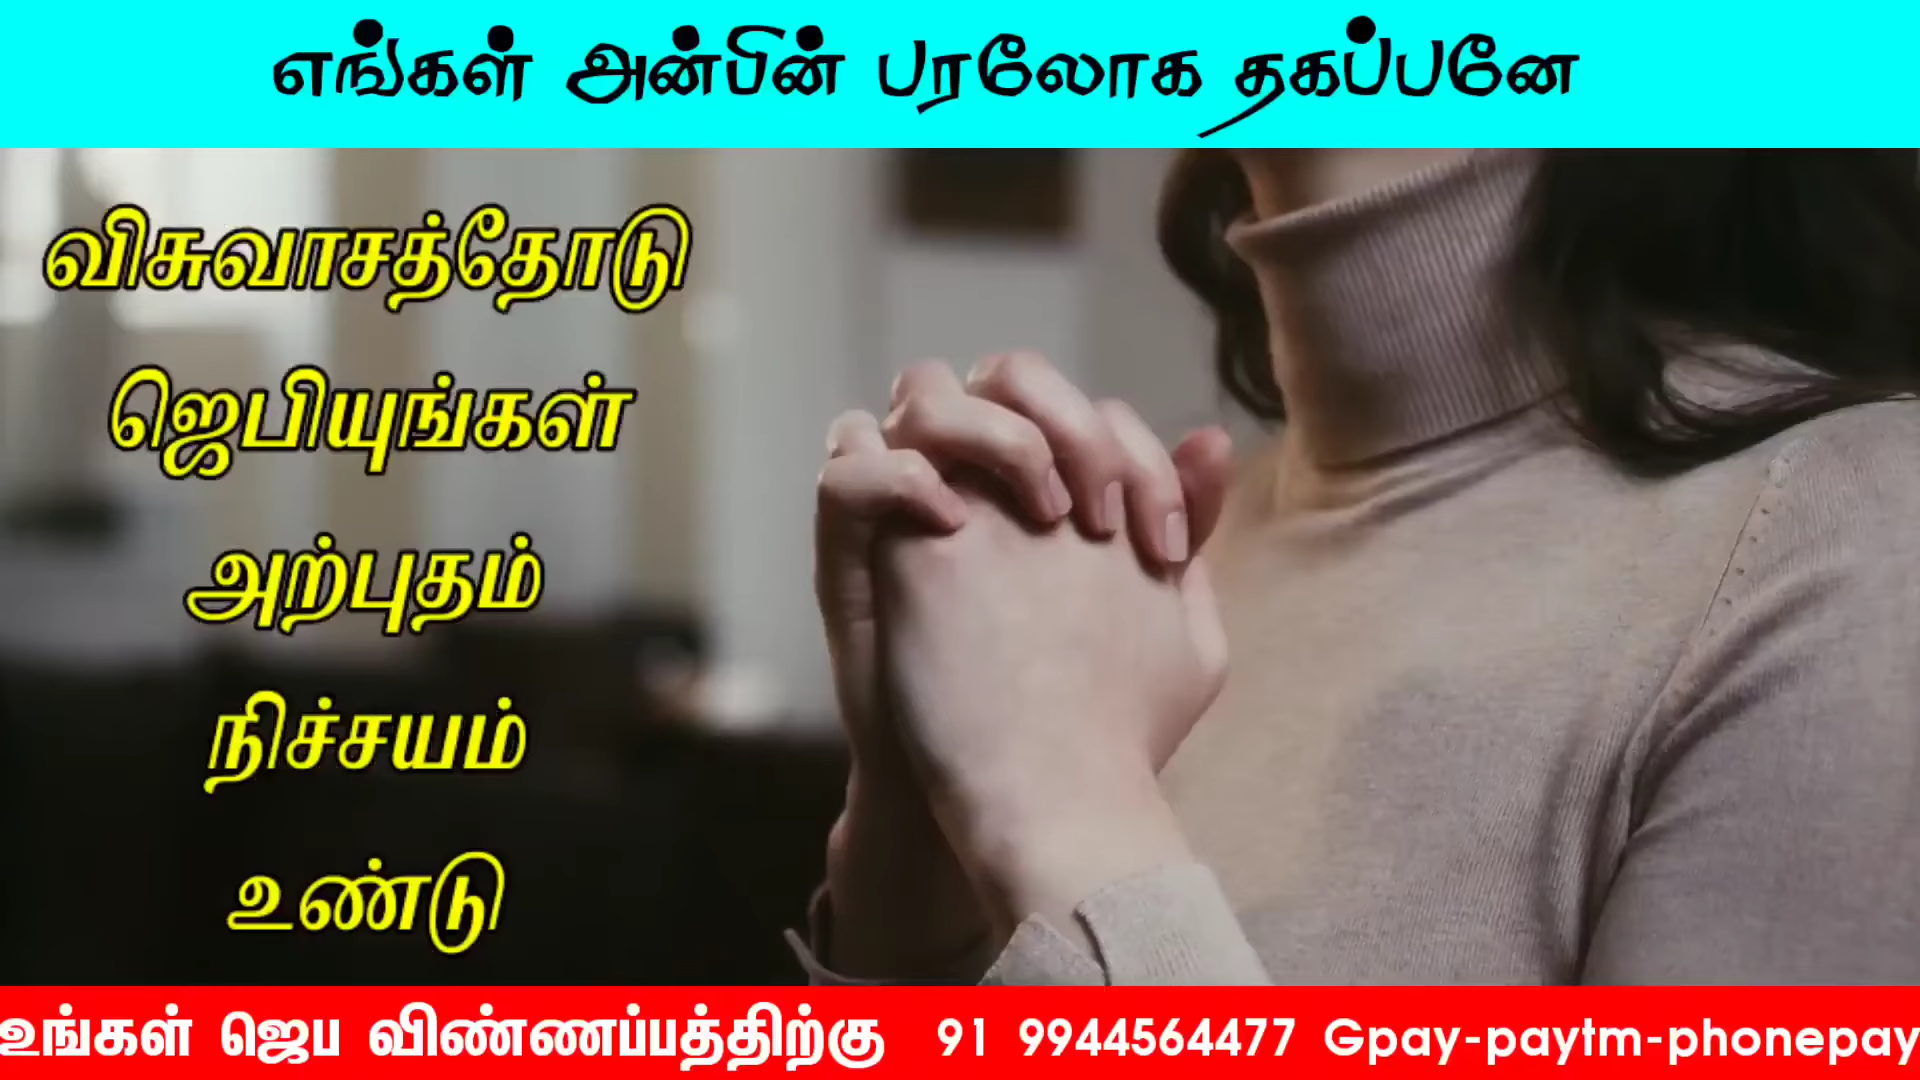 எங்கள் அன்பின் பரலோக தகப்பனே
விசுவாசத்தோடு
ஜெபியுங்கள்
அற்புதம்
நிச்சயம்
உண்டு
உங்கள் ஜெப விண்ணப்பத்திற்கு 91 9944564477 Gpay-paytm-phonepay